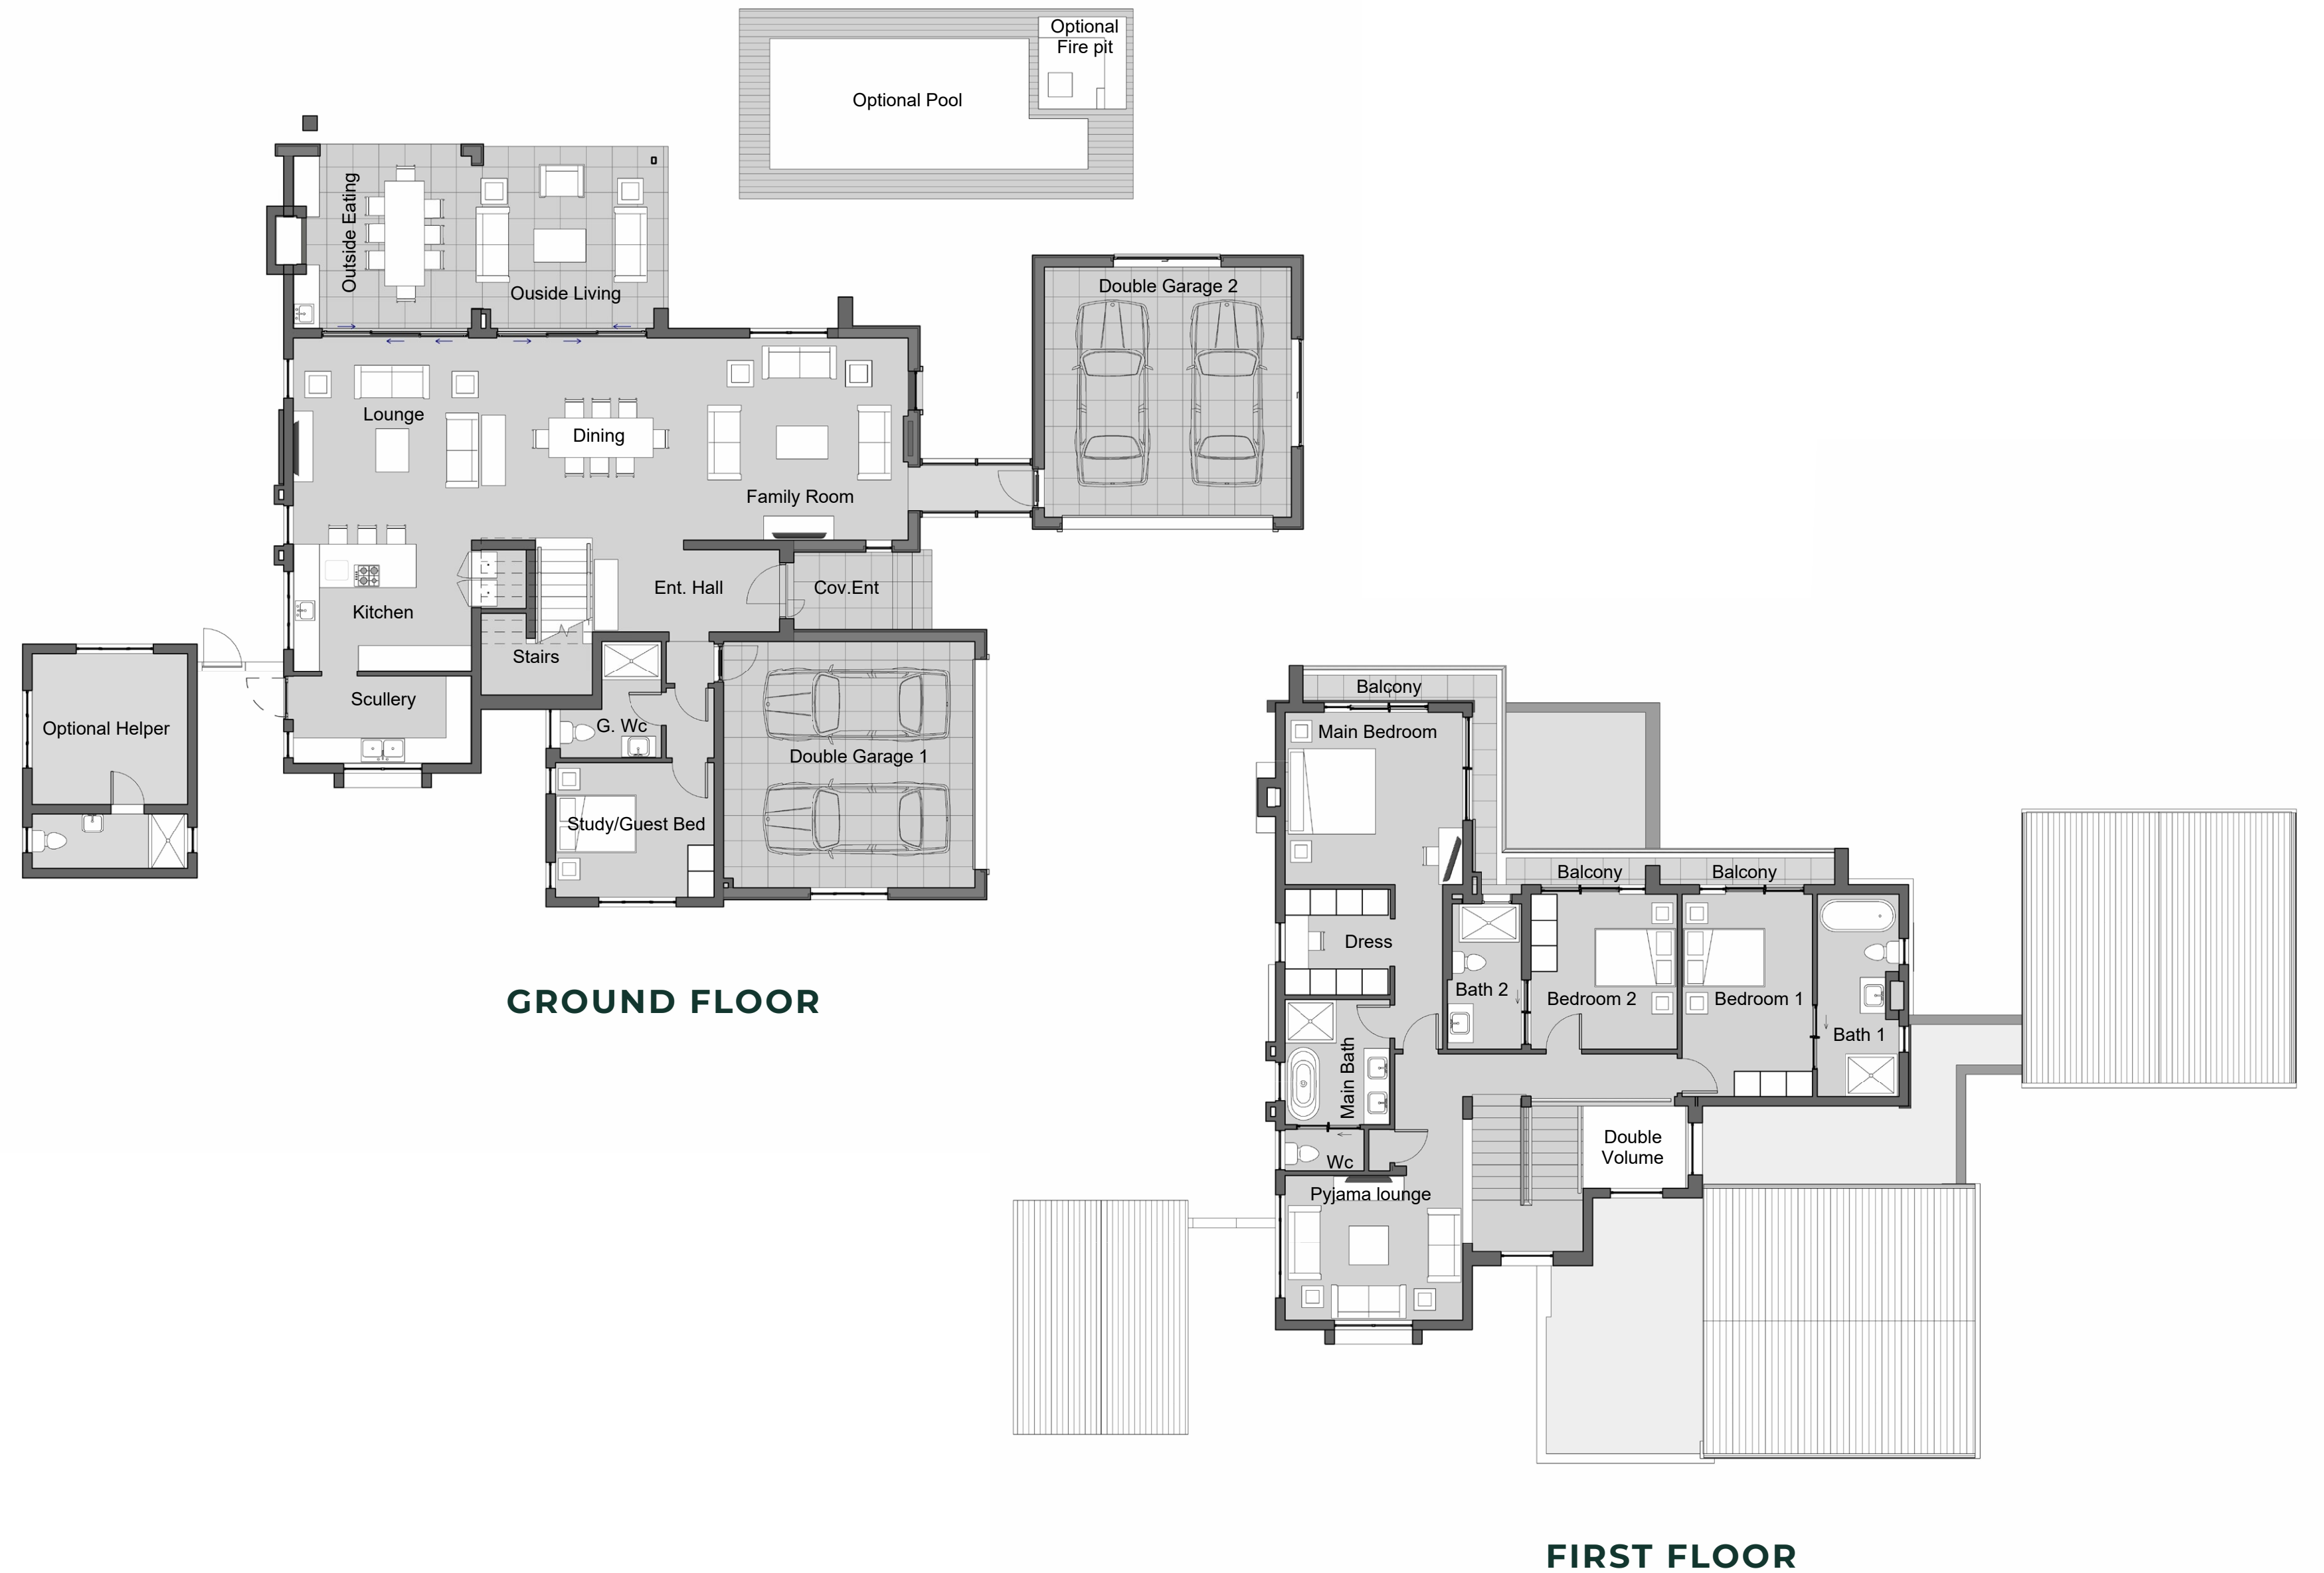 Optional
Fire pit
Optional Pool
Outside Eating
Ouside Living
Double Garage 2
Lounge
Dining
Family Room
Kitchen
Ent. Hall
Cov.Ent
Stairs
Scullery
Optional Helper
G. Wc
Double Garage 1
Study/Guest Bed
GROUND FLOOR
Balcony
Main Bedroom
Balcony
Balcony
Dress
Bath 2
Bedroom 2
Bedroom 1
Bath 1
Main Bath
Double
Volume
Wc
Pyjama lounge
FIRST FLOOR